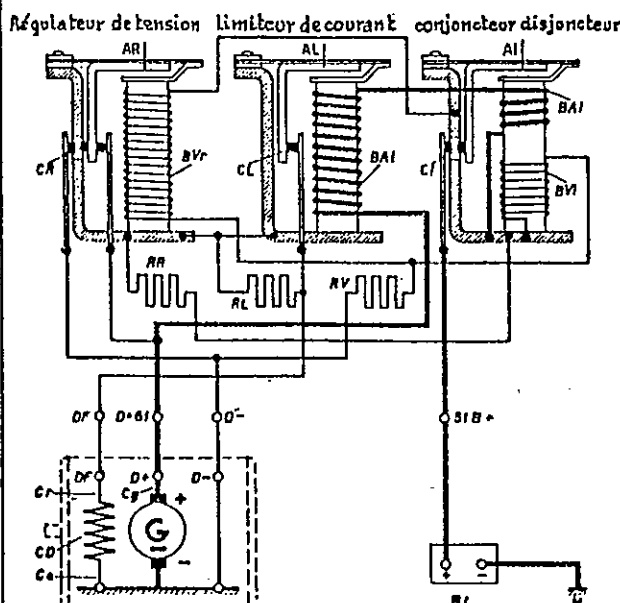 Régulateur de tension limiteur de courant conjoncteur disjoncteur
AR AL AI
CR BVr CL BAI CI BAI
BVI
RR RL RV
DF D+61 D- 51B+
DF D+ D-
Cr Cg +
G
CD
Ca -
+ -